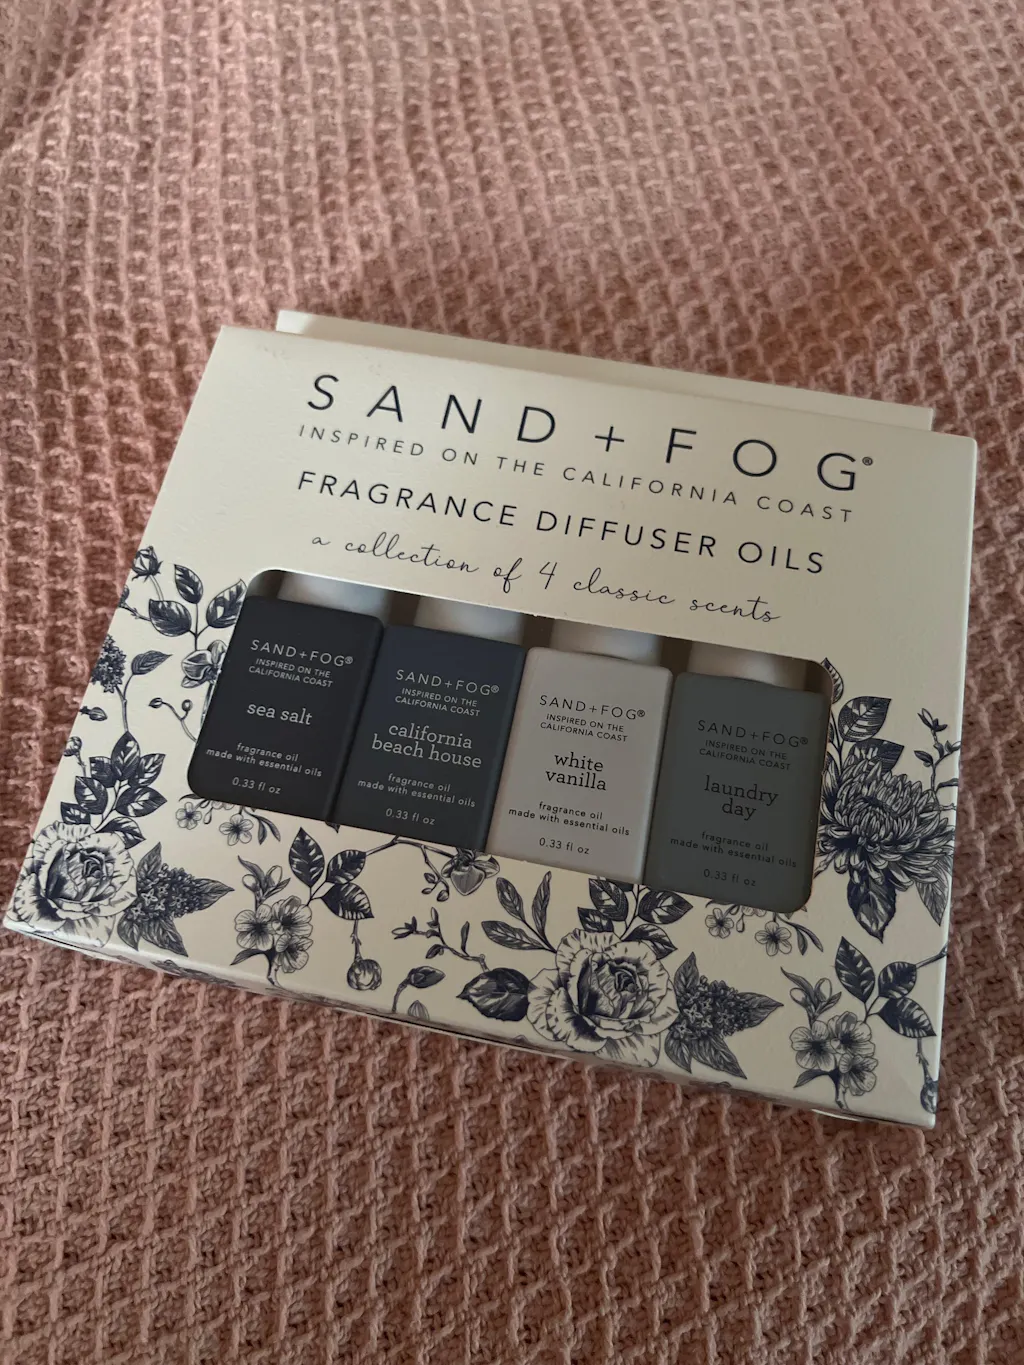 SAND + FOG®
INSPIRED ON THE CALIFORNIA COAST
FRAGRANCE DIFFUSER OILS
a collection of 4 classic scents
SAND+FOG®
INSPIRED ON THE
CALIFORNIA COAST
sea salt
fragrance oil
made with essential oils
0.33 fl oz
SAND+FOG®
INSPIRED ON THE
CALIFORNIA COAST
california
beach house
fragrance oil
made with essential oils
0.33 fl oz
SAND+FOG®
INSPIRED ON THE
CALIFORNIA COAST
white
vanilla
fragrance oil
made with essential oils
0.33 fl oz
SAND+FOG®
INSPIRED ON THE
CALIFORNIA COAST
laundry
day
fragrance oil
made with essential oils
0.33 fl oz